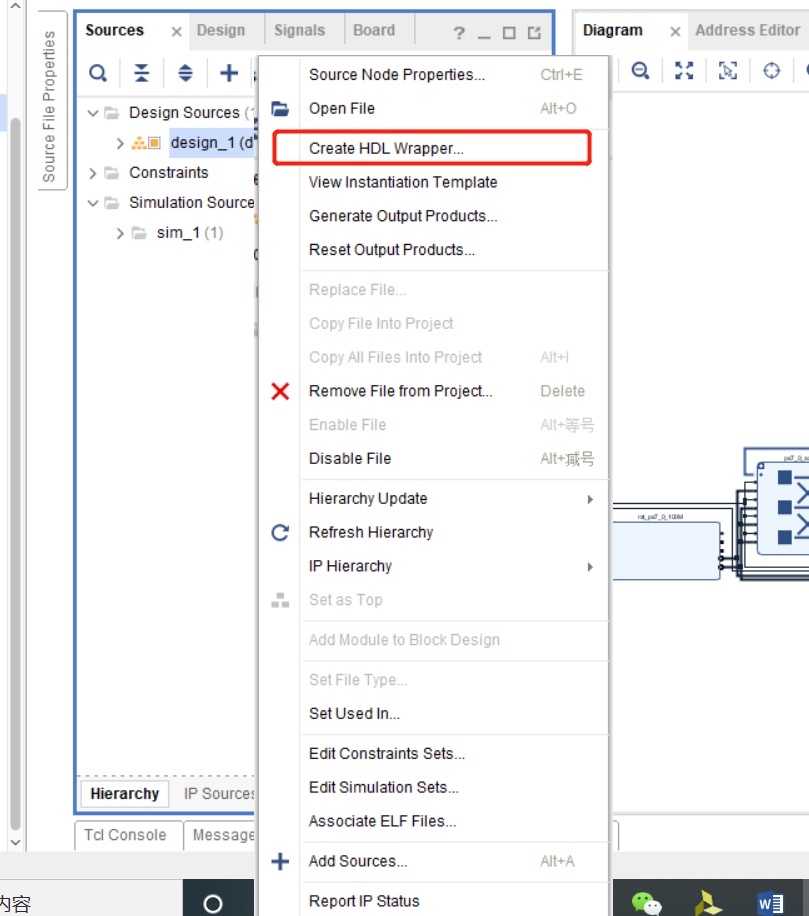 Source File Properties
Sources
Design
Signals
Board
?
Diagram
Address Editor
Design Sources (1
design_1 (d
Constraints
Simulation Source
sim_1 (1)
Source Node Properties... Ctrl+E
Open File Alt+O
Create HDL Wrapper...
View Instantiation Template
Generate Output Products...
Reset Output Products...
Replace File...
Copy File Into Project
Copy All Files Into Project Alt+I
Remove File from Project... Delete
Enable File Alt+等号
Disable File Alt+减号
Hierarchy Update
Refresh Hierarchy
IP Hierarchy
Set as Top
Add Module to Block Design
Set File Type...
Set Used In...
Edit Constraints Sets...
Edit Simulation Sets...
Associate ELF Files...
Add Sources... Alt+A
Report IP Status
rst_ps7_0_100M
Hierarchy
IP Sources
Tcl Console
Message
内容
W